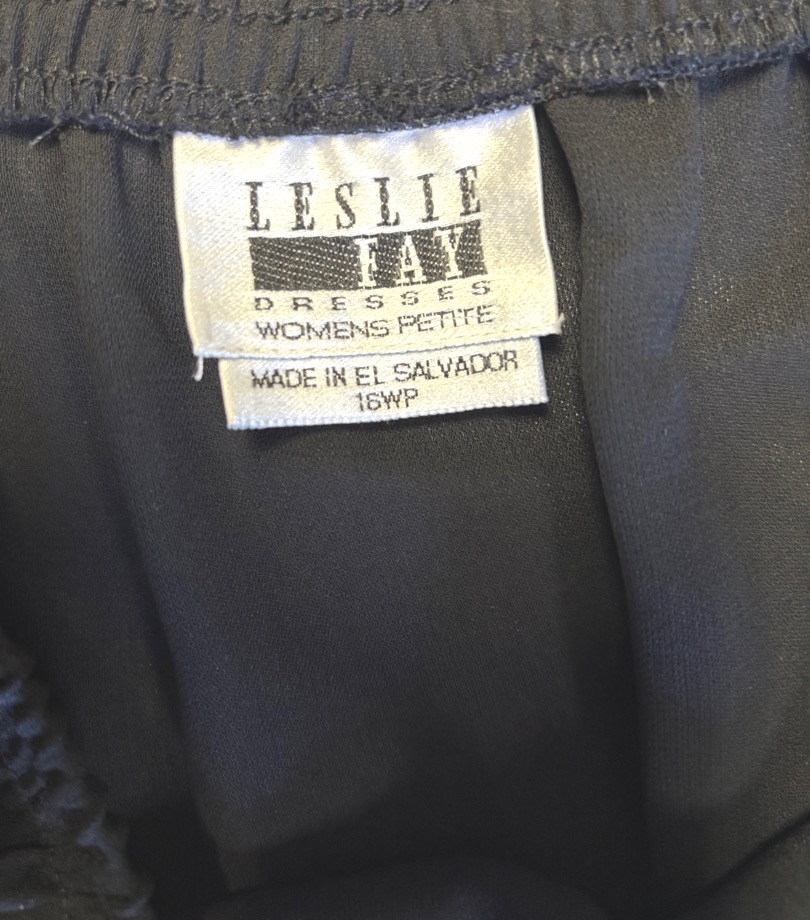 LESLIE
FAY
DRESSES
WOMENS PETITE
MADE IN EL SALVADOR
16WP